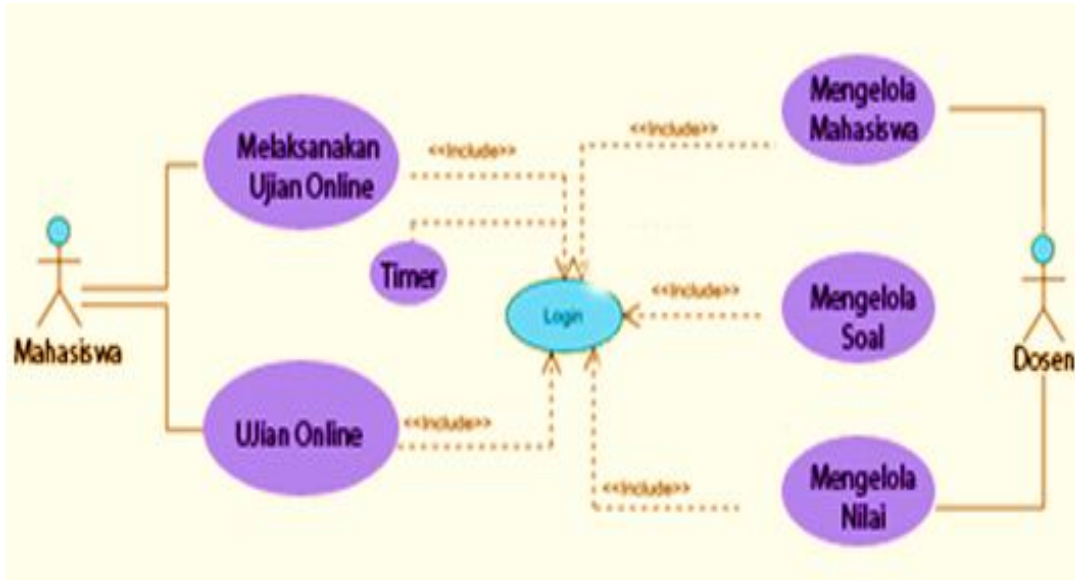 Mengelola
Mahasiswa
<<Include>>
Melaksanakan
Ujian Online
<<Include>>
Timer
<<Include>>
Mengelola
Soal
Login
Mahasiswa
Dosen
UJian Online
<<Include>>
Mengelola
Nilai
<<Include>>